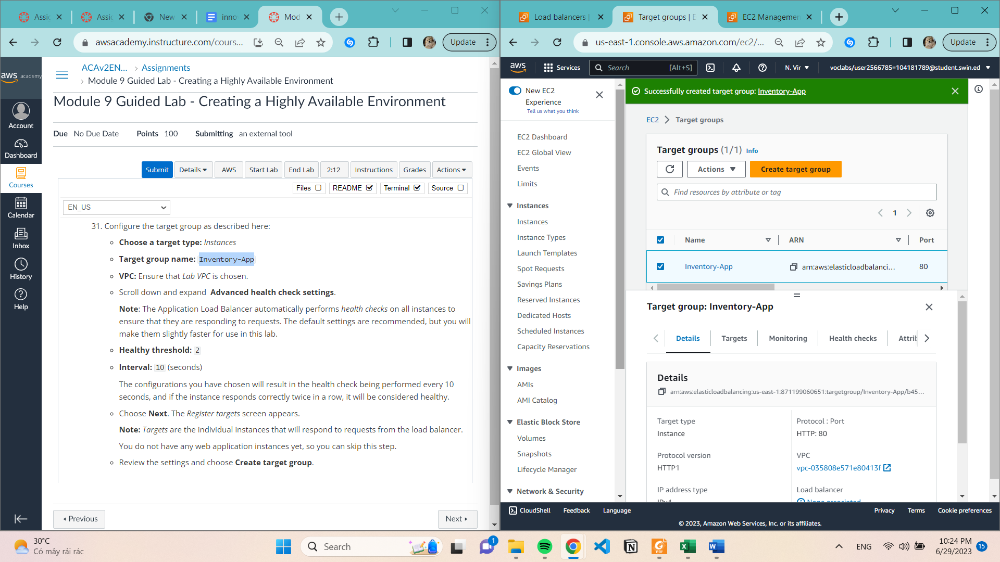 Assig
Assig
New
inno
Mod
awsacademy.instructure.com/cours...
Update
aws academy
Account
Dashboard
Courses
Calendar
Inbox
History
Help
ACAv2EN... > Assignments
> Module 9 Guided Lab - Creating a Highly Available Environment
Module 9 Guided Lab - Creating a Highly Available Environment
Due No Due Date Points 100 Submitting an external tool
Submit Details AWS Start Lab End Lab 2:12 Instructions Grades Actions
Files README Terminal Source
EN_US
31. Configure the target group as described here:
Choose a target type: Instances
Target group name: Inventory-App
VPC: Ensure that Lab VPC is chosen.
Scroll down and expand Advanced health check settings.
Note: The Application Load Balancer automatically performs health checks on all instances to
ensure that they are responding to requests. The default settings are recommended, but you will
make them slightly faster for use in this lab.
Healthy threshold: 2
Interval: 10 (seconds)
The configurations you have chosen will result in the health check being performed every 10
seconds, and if the instance responds correctly twice in a row, it will be considered healthy.
Choose Next. The Register targets screen appears.
Note: Targets are the individual instances that will respond to requests from the load balancer.
You do not have any web application instances yet, so you can skip this step.
Review the settings and choose Create target group.
Previous
Next
Load balancers |
Target groups | E
EC2 Managemen
us-east-1.console.aws.amazon.com/ec2/...
Update
aws
Services
Search [Alt+S]
N. Vir
voclabs/user2566785=104181789@student.swin.ed
New EC2
Experience
Tell us what you think
EC2 Dashboard
EC2 Global View
Events
Limits
Instances
Instances
Instance Types
Launch Templates
Spot Requests
Savings Plans
Reserved Instances
Dedicated Hosts
Scheduled Instances
Capacity Reservations
Images
AMIs
AMI Catalog
Elastic Block Store
Volumes
Snapshots
Lifecycle Manager
Network & Security
Successfully created target group: Inventory-App
EC2 > Target groups
Target groups (1/1) Info
Actions
Create target group
Find resources by attribute or tag
1
Name ARN Port
Inventory-App arn:aws:elasticloadbalanci... 80
Target group: Inventory-App
Details Targets Monitoring Health checks Attrib
Details
arn:aws:elasticloadbalancing:us-east-1:871199060651:targetgroup/Inventory-App/b45...
Target type
Instance
Protocol : Port
HTTP: 80
Protocol version
HTTP1
VPC
vpc-035808e571e80413f
IP address type
IPv4
Load balancer
None associated
CloudShell Feedback Language
Privacy Terms Cookie preferences
© 2023, Amazon Web Services, Inc. or its affiliates.
30°C
Có mây rải rác
Search
1
ENG
10:24 PM
6/29/2023
15